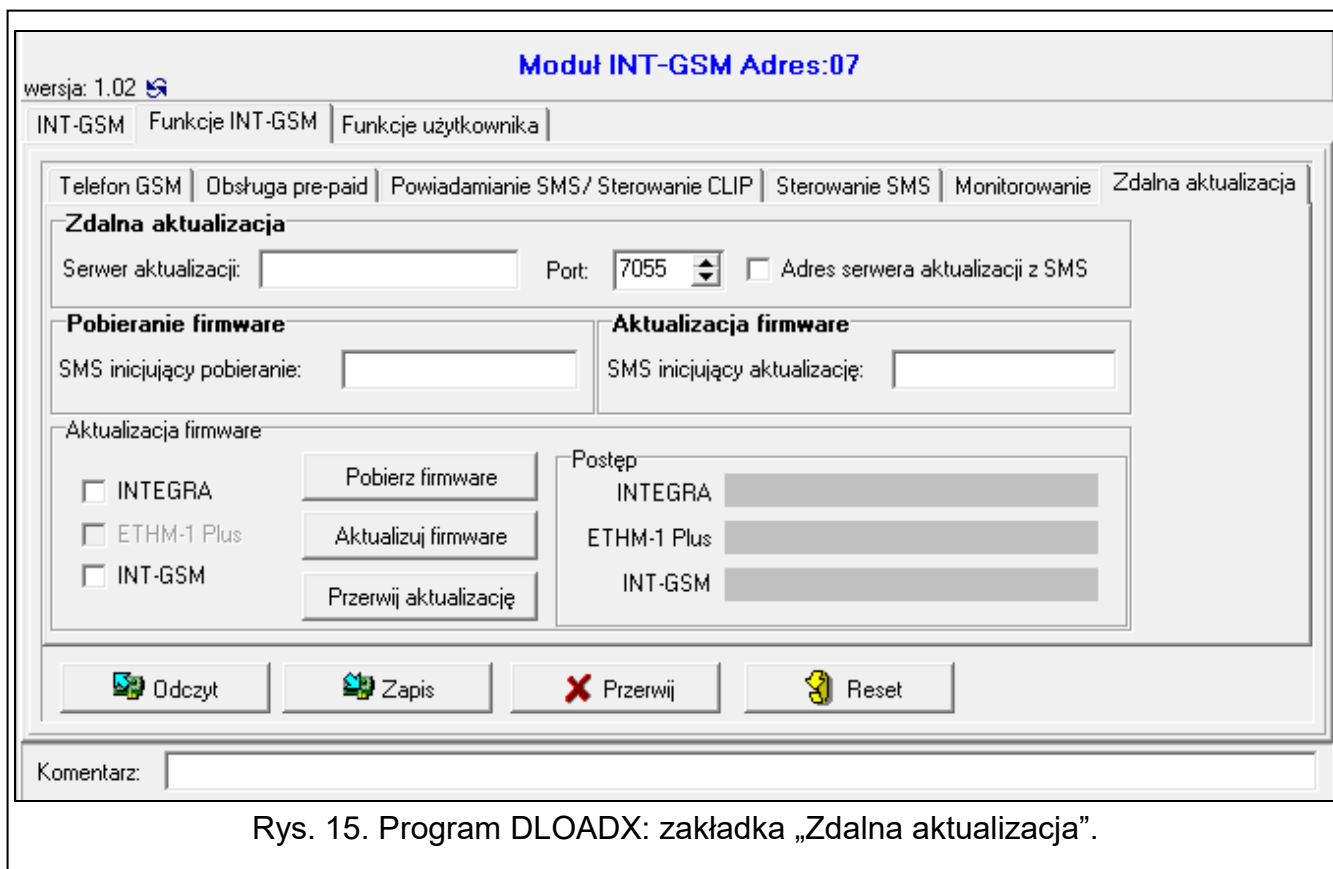 Moduł INT-GSM Adres:07
wersja: 1.02
INT-GSM Funkcje INT-GSM Funkcje użytkownika
Telefon GSM Obsługa pre-paid Powiadamianie SMS/ Sterowanie CLIP Sterowanie SMS Monitorowanie Zdalna aktualizacja
Zdalna aktualizacja
Serwer aktualizacji: Port: 7055 Adres serwera aktualizacji z SMS
Pobieranie firmware Aktualizacja firmware
SMS inicjujący pobieranie: SMS inicjujący aktualizację:
Aktualizacja firmware
Postęp
INTEGRA Pobierz firmware INTEGRA
ETHM-1 Plus Aktualizuj firmware ETHM-1 Plus
INT-GSM Przerwij aktualizację INT-GSM
Odczyt Zapis Przerwij Reset
Komentarz:
Rys. 15. Program DLOADX: zakładka „Zdalna aktualizacja”.